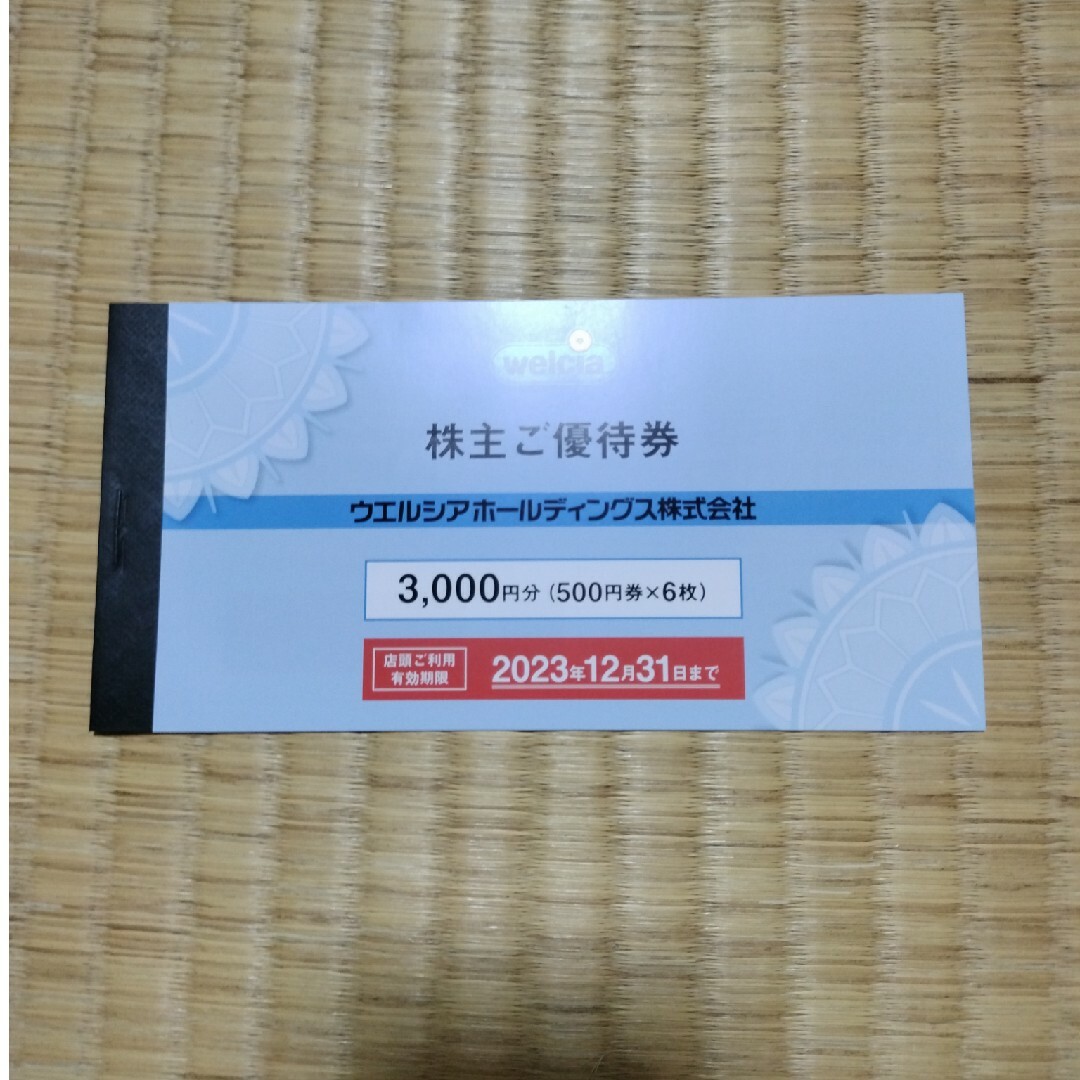 welcia
株主ご優待券
ウエルシアホールディングス株式会社
3,000円分(500円券×6枚)
店頭ご利用
有効期限
2023年12月31日まで